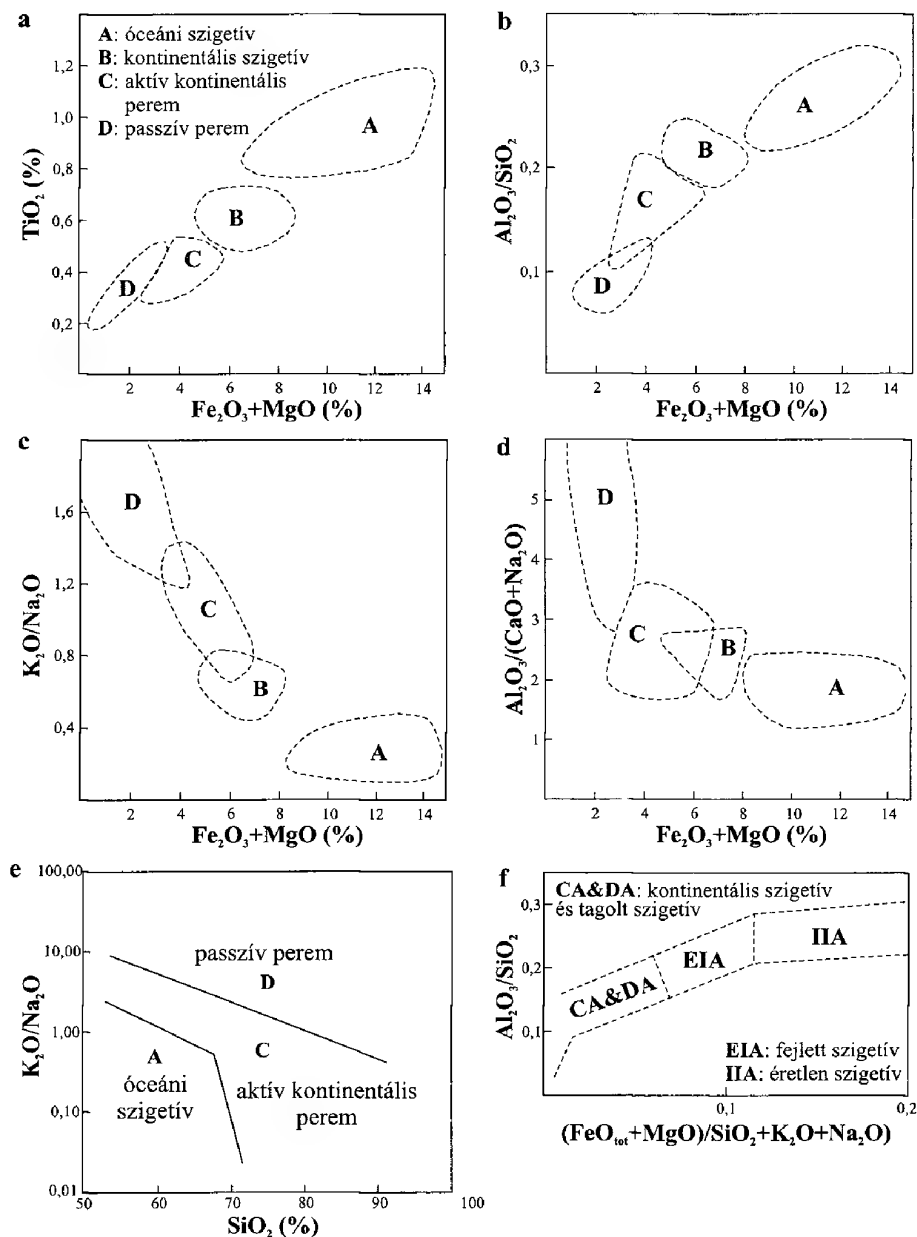 a
A: óceáni szigetív
B: kontinentális szigetív
C: aktív kontinentális
perem
D: passzív perem
1,2
1,0
0,8
0,6
0,4
0,2
TiO₂ (%)
A
B
C
D
2 4 6 8 10 12 14
Fe₂O₃+MgO (%)
b
0,3
0,2
0,1
Al₂O₃/SiO₂
A
B
C
D
2 4 6 8 10 12 14
Fe₂O₃+MgO (%)
c
1,6
1,2
0,8
0,4
K₂O/Na₂O
D
C
B
A
2 4 6 8 10 12 14
Fe₂O₃+MgO (%)
d
5
4
3
2
1
Al₂O₃/(CaO+Na₂O)
D
C
B
A
2 4 6 8 10 12 14
Fe₂O₃+MgO (%)
e
100,00
10,00
1,00
0,10
0,01
K₂O/Na₂O
passzív perem
D
A
óceáni
szigetív
C
aktív kontinentális
perem
50 60 70 80 90 100
SiO₂ (%)
f
CA&DA: kontinentális szigetív
és tagolt szigetív
0,3
0,2
0,1
Al₂O₃/SiO₂
CA&DA
EIA
IIA
EIA: fejlett szigetív
IIA: éretlen szigetív
0,1 0,2
(FeOtot+MgO)/SiO₂+K₂O+Na₂O)